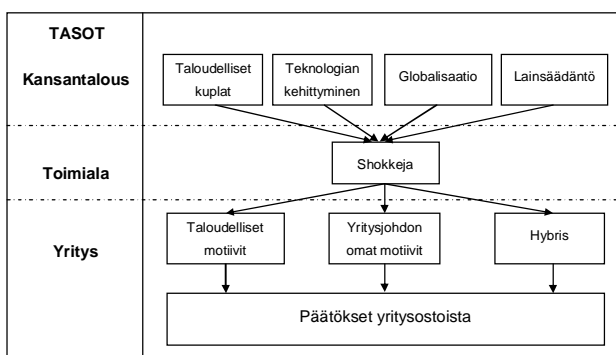 TASOT
Kansantalous
Taloudelliset
kuplat
Teknologian
kehittyminen
Globalisaatio
Lainsäädäntö
Toimiala
Shokkeja
Yritys
Taloudelliset
motiivit
Yritysjohdon
omat motiivit
Hybris
Päätökset yritysostoista